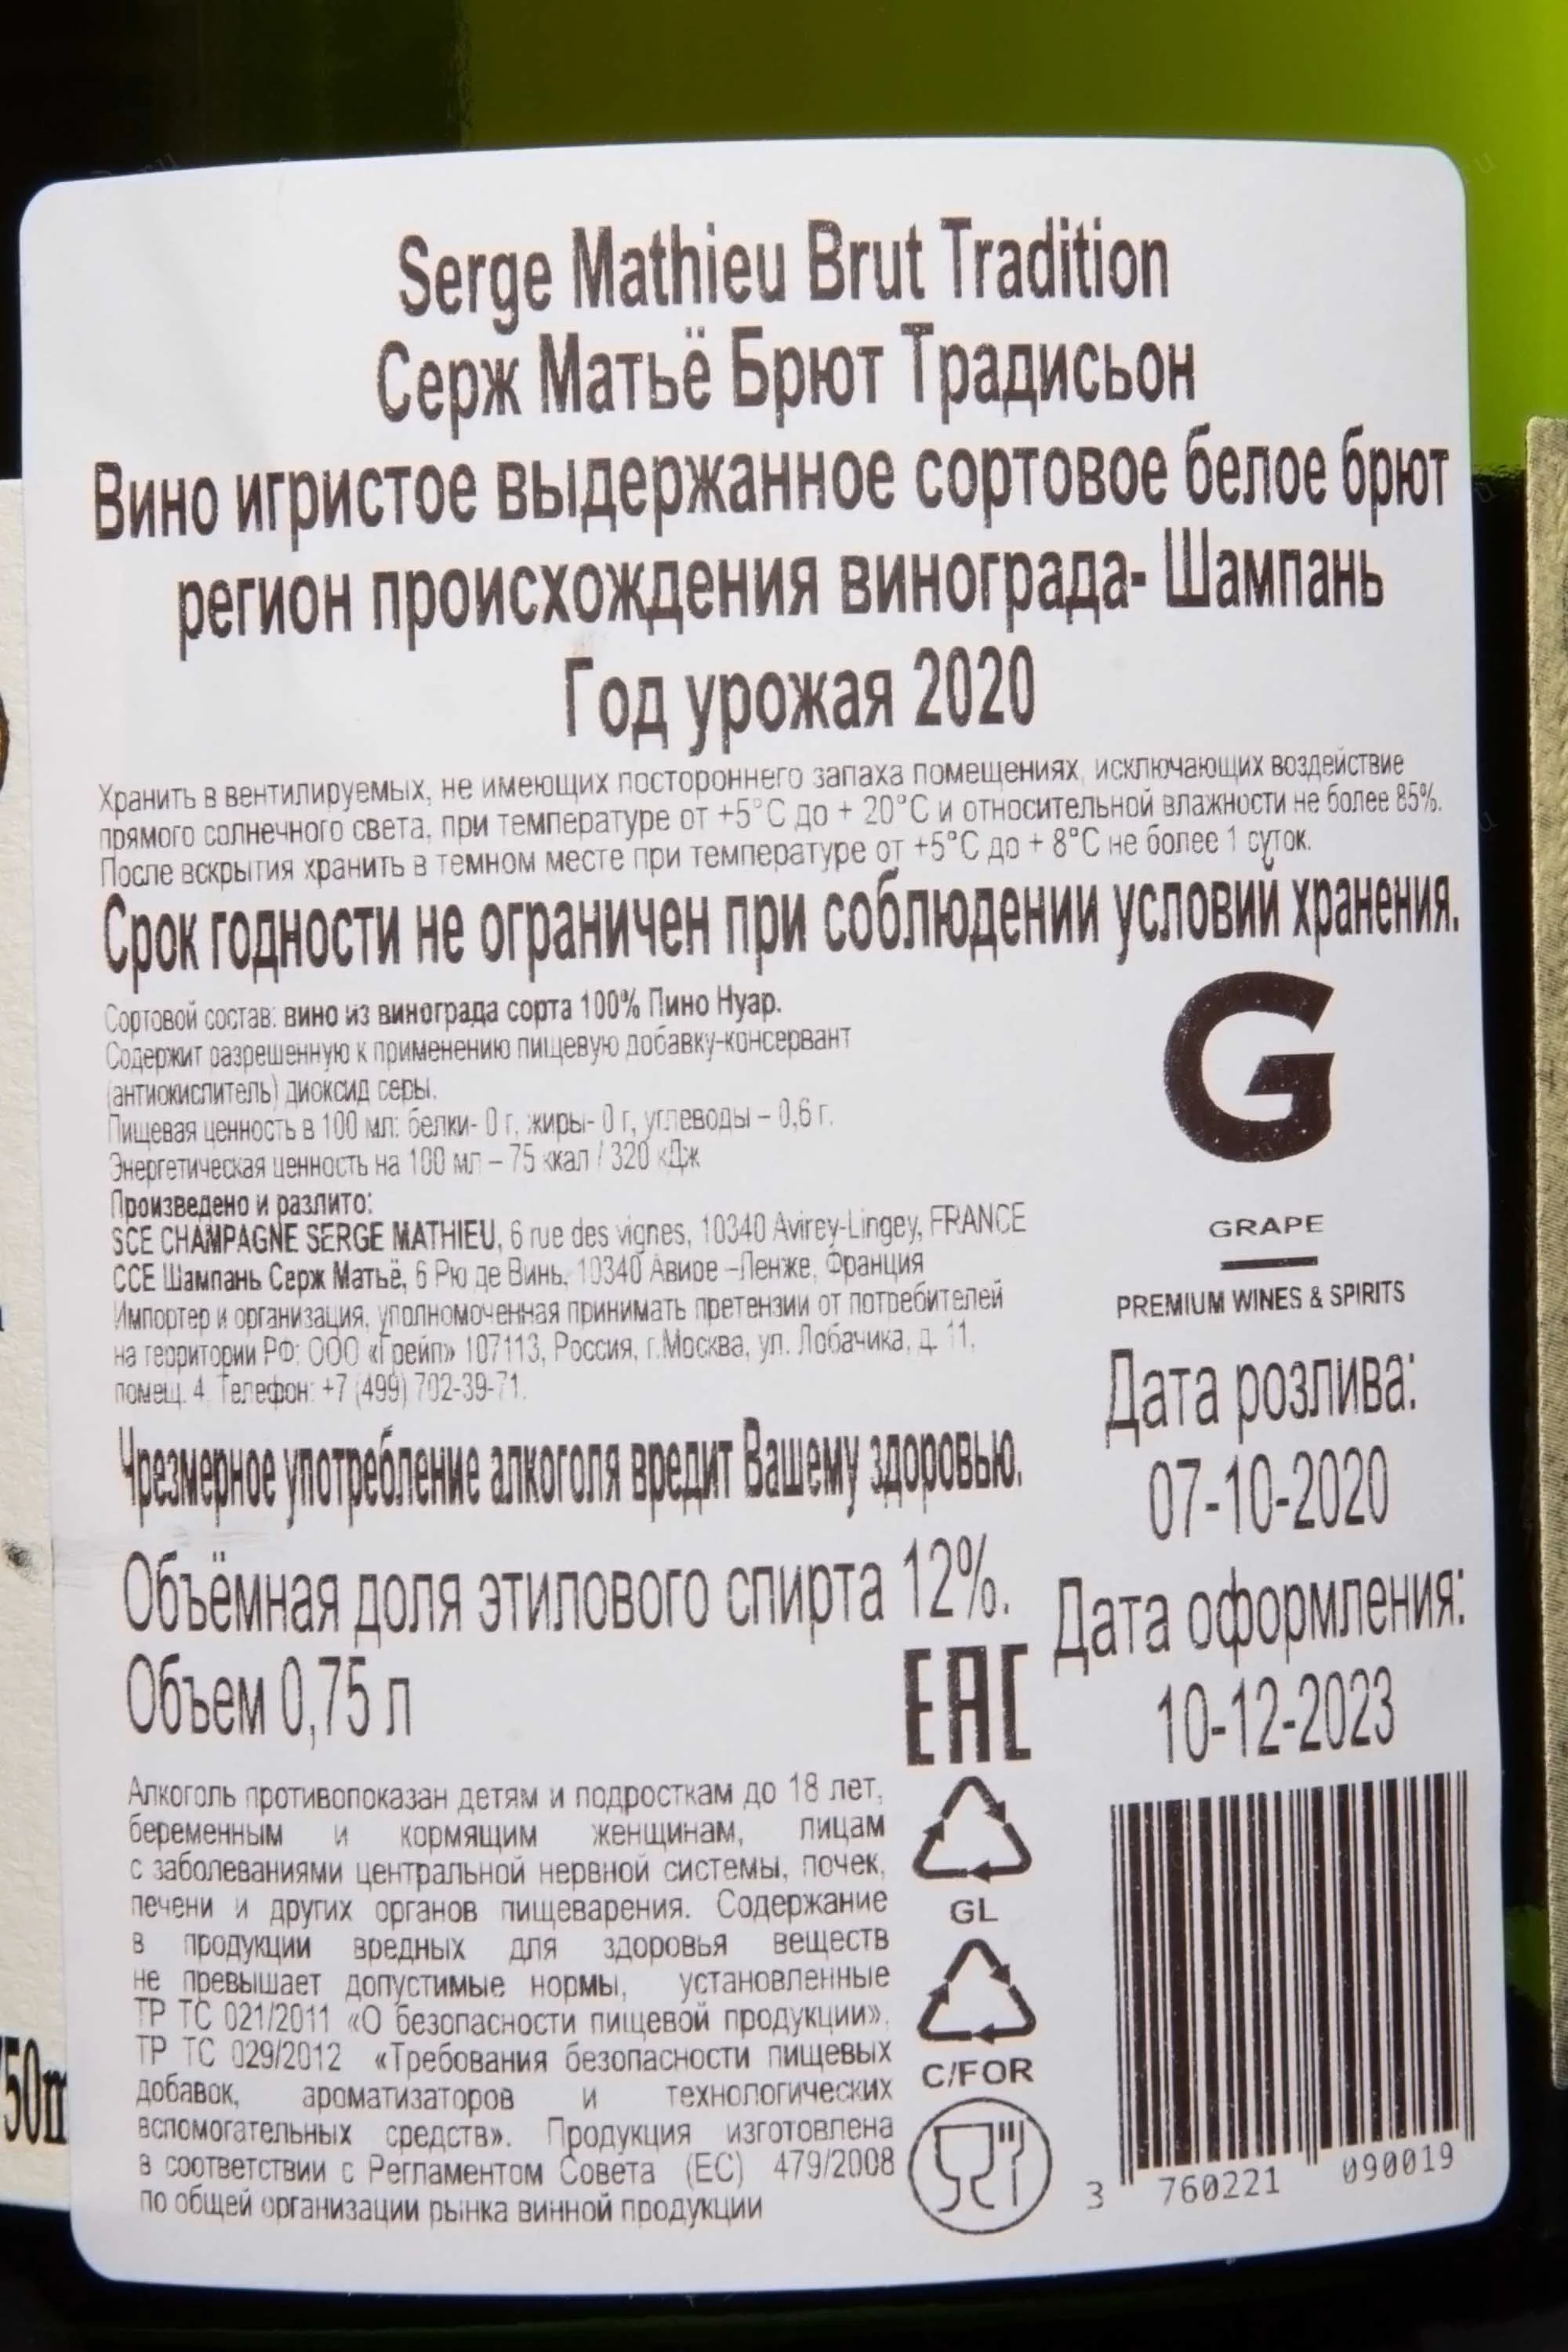 Serge Mathieu Brut Tradition
Серж Матьё Брют Традисьон
Вино игристое выдержанное сортовое белое брют
регион происхождения винограда- Шампань
Год урожая 2020
Хранить в вентилируемых, не имеющих постороннего запаха помещениях, исключающих воздействие
прямого солнечного света, при температуре от +5°С до + 20°С и относительной влажности не более 85%.
После вскрытия хранить в темном месте при температуре от +5°С до + 8°С не более 1 суток.
Срок годности не ограничен при соблюдении условий хранения.
Сортовой состав: вино из винограда сорта 100% Пино Нуар.
Содержит разрешенную к применению пищевую добавку-консервант
(антиокислитель) диоксид серы.
Пищевая ценность в 100 мл: белки- 0 г, жиры- 0 г, углеводы – 0,6 г.
Энергетическая ценность на 100 мл – 75 ккал / 320 кДж
Произведено и разлито:
SCE CHAMPAGNE SERGE MATHIEU, 6 rue des vignes, 10340 Avirey-Lingey, FRANCE
ССЕ Шампань Серж Матьё, 6 Рю де Винь, 10340 Авире –Ленже, Франция
Импортер и организация, уполномоченная принимать претензии от потребителей
на территории РФ: ООО «Грейп» 107113, Россия, г.Москва, ул. Лобачика, д. 11,
помещ. 4. Телефон: +7 (499) 702-39-71.
G
GRAPE
PREMIUM WINES & SPIRITS
Чрезмерное употребление алкоголя вредит Вашему здоровью.
Объёмная доля этилового спирта 12%.
Объем 0,75 л
Дата розлива:
07-10-2020
Дата оформления:
10-12-2023
EAC
Алкоголь противопоказан детям и подросткам до 18 лет,
беременным и кормящим женщинам, лицам
с заболеваниями центральной нервной системы, почек,
печени и других органов пищеварения. Содержание
в продукции вредных для здоровья веществ
не превышает допустимые нормы, установленные
ТР ТС 021/2011 «О безопасности пищевой продукции»,
ТР ТС 029/2012 «Требования безопасности пищевых
добавок, ароматизаторов и технологических
вспомогательных средств». Продукция изготовлена
в соответствии с Регламентом Совета (ЕС) 479/2008
по общей организации рынка винной продукции
GL
C/FOR
3 760221 090019